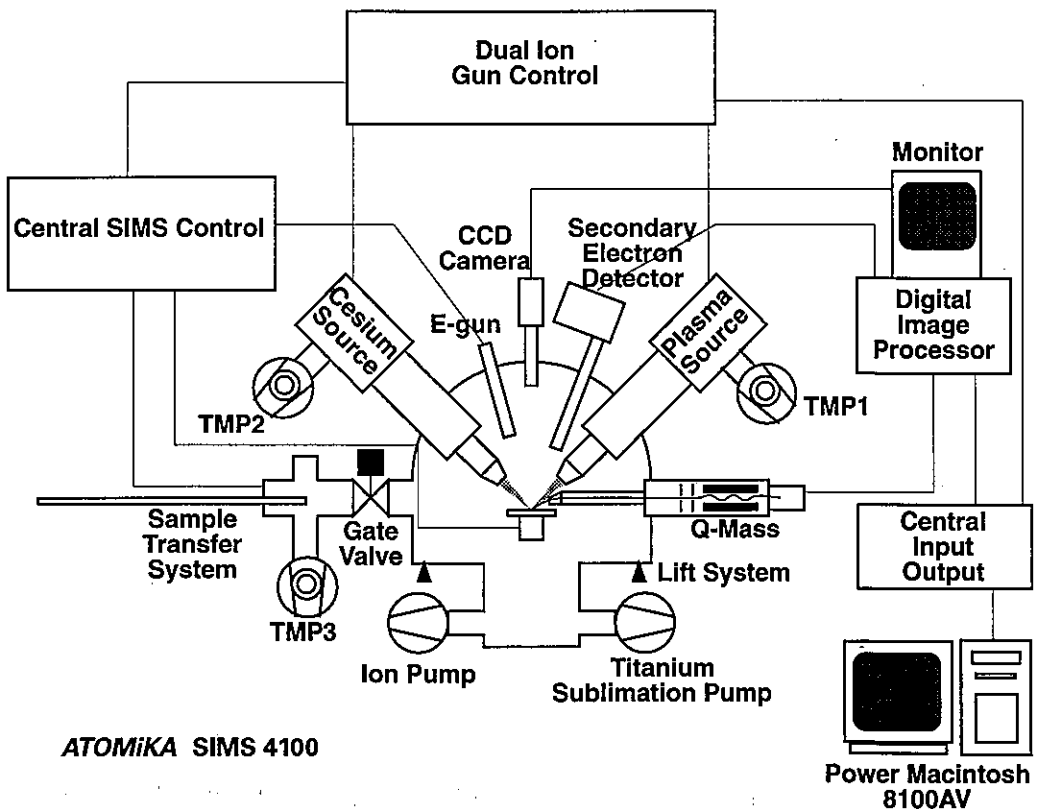 Dual Ion
Gun Control
Monitor
Central SIMS Control
CCD
Camera
Secondary
Electron
Detector
Cesium
Source
E-gun
Plasma
Source
Digital
Image
Processor
TMP2
TMP1
Sample
Transfer
System
Gate
Valve
Q-Mass
Central
Input
Output
Lift System
TMP3
Ion Pump
Titanium
Sublimation Pump
ATOMiKA SIMS 4100
Power Macintosh
8100AV